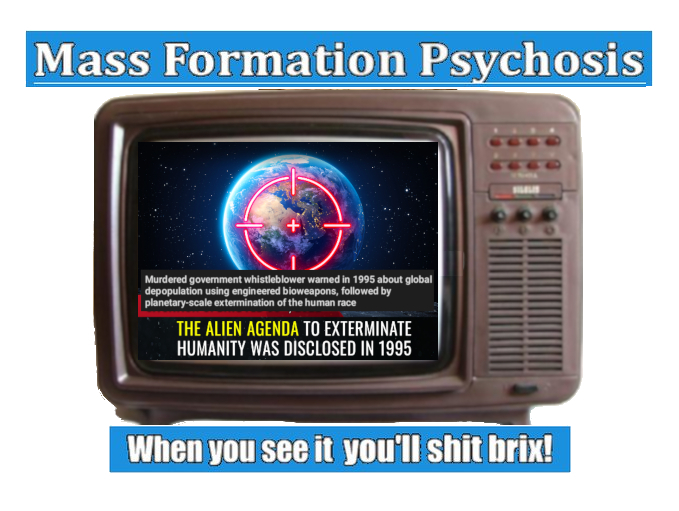 Mass Formation Psychosis
Murdered government whistleblower warned in 1995 about global
depopulation using engineered bioweapons, followed by
planetary-scale extermination of the human race
THE ALIEN AGENDA TO EXTERMINATE
HUMANITY WAS DISCLOSED IN 1995
When you see it you'll shit brix!